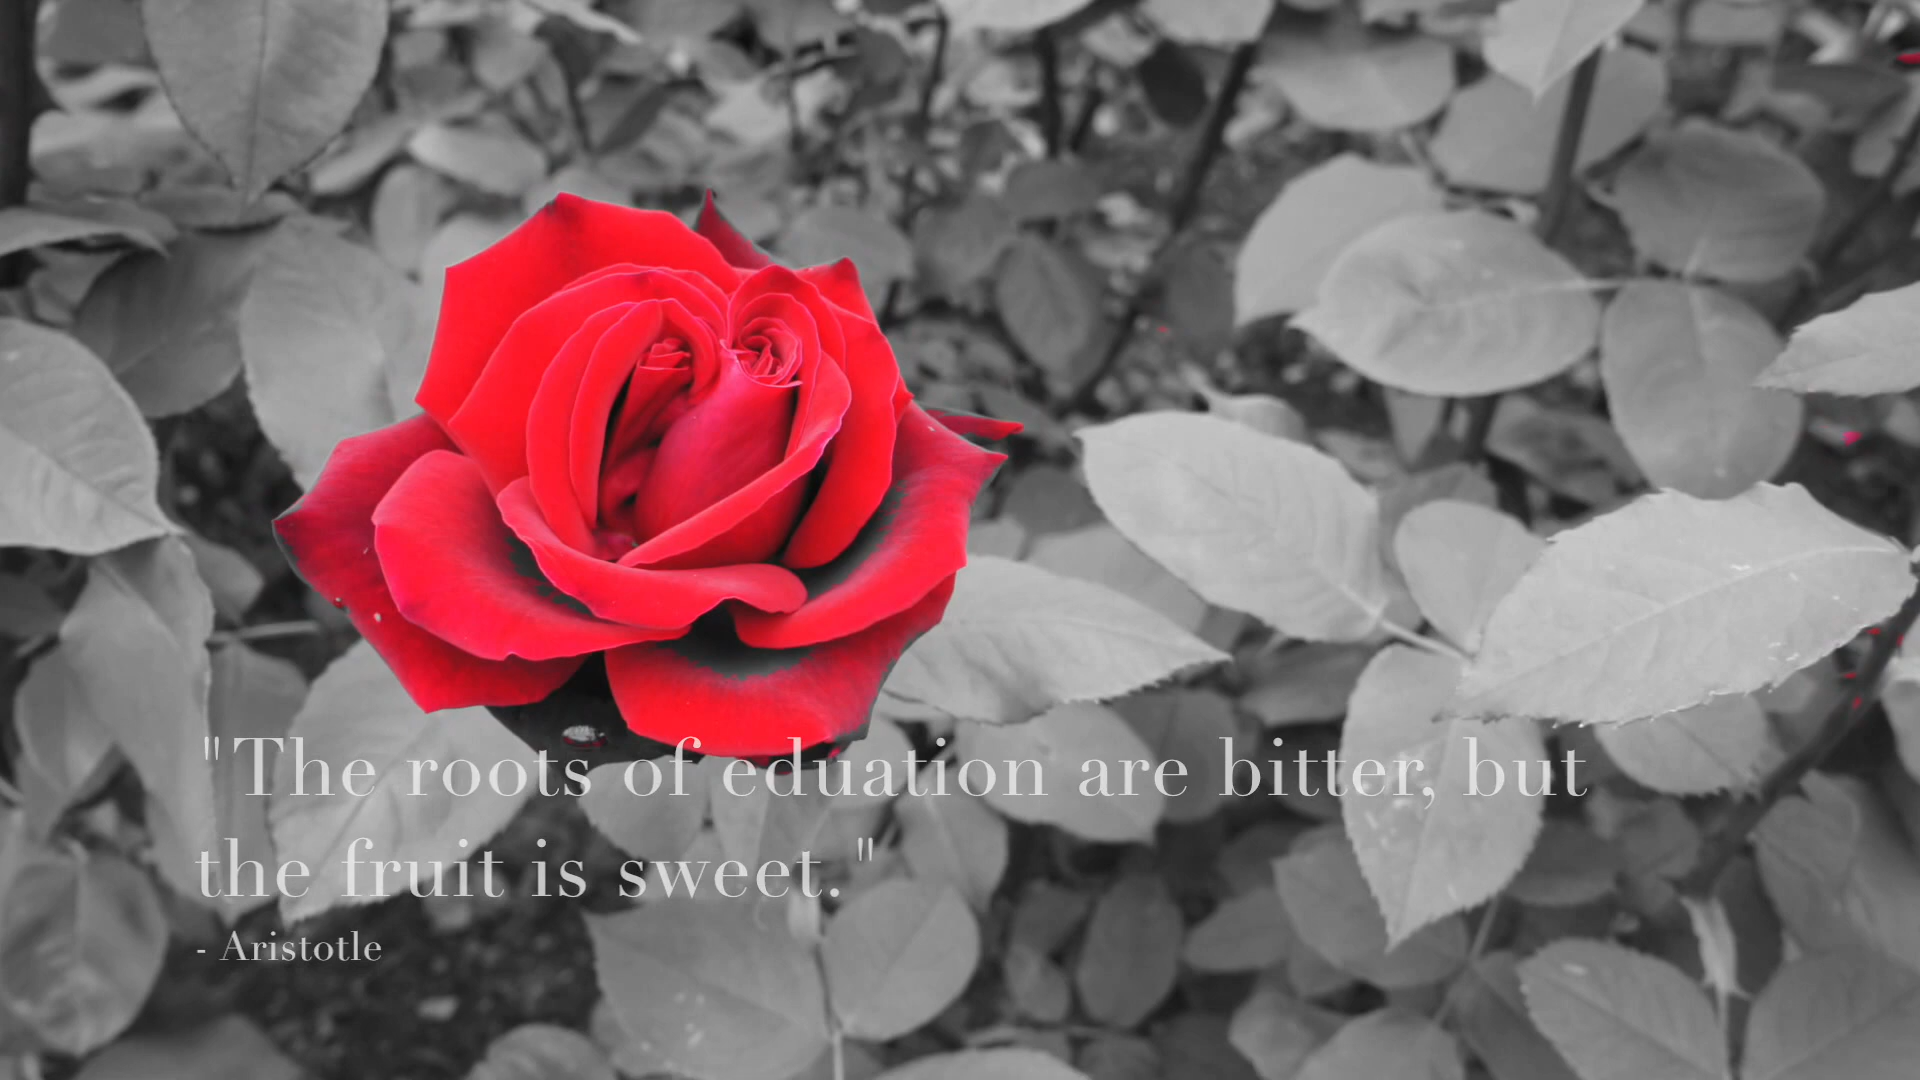 "The roots of eduation are bitter, but
the fruit is sweet."
- Aristotle